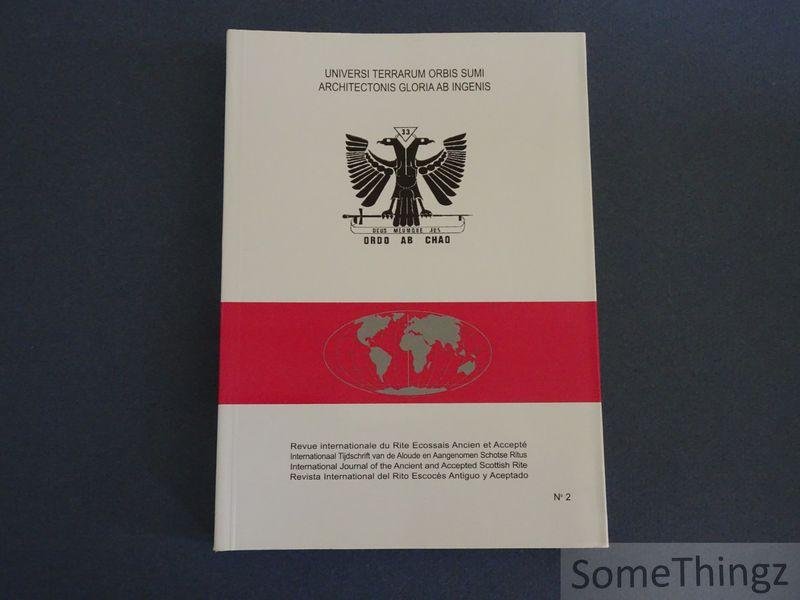 UNIVERSI TERRARUM ORBIS SUMI
ARCHITECTONIS GLORIA AB INGENIS
33
DEUS MEUMQUE JUS
ORDO AB CHAO
Revue internationale du Rite Ecossais Ancien et Accepté
Internationaal Tijdschrift van de Aloude en Aangenomen Schotse Ritus
International Journal of the Ancient and Accepted Scottish Rite
Revista International del Rito Escocès Antiguo y Aceptado
N° 2
SomeThingz